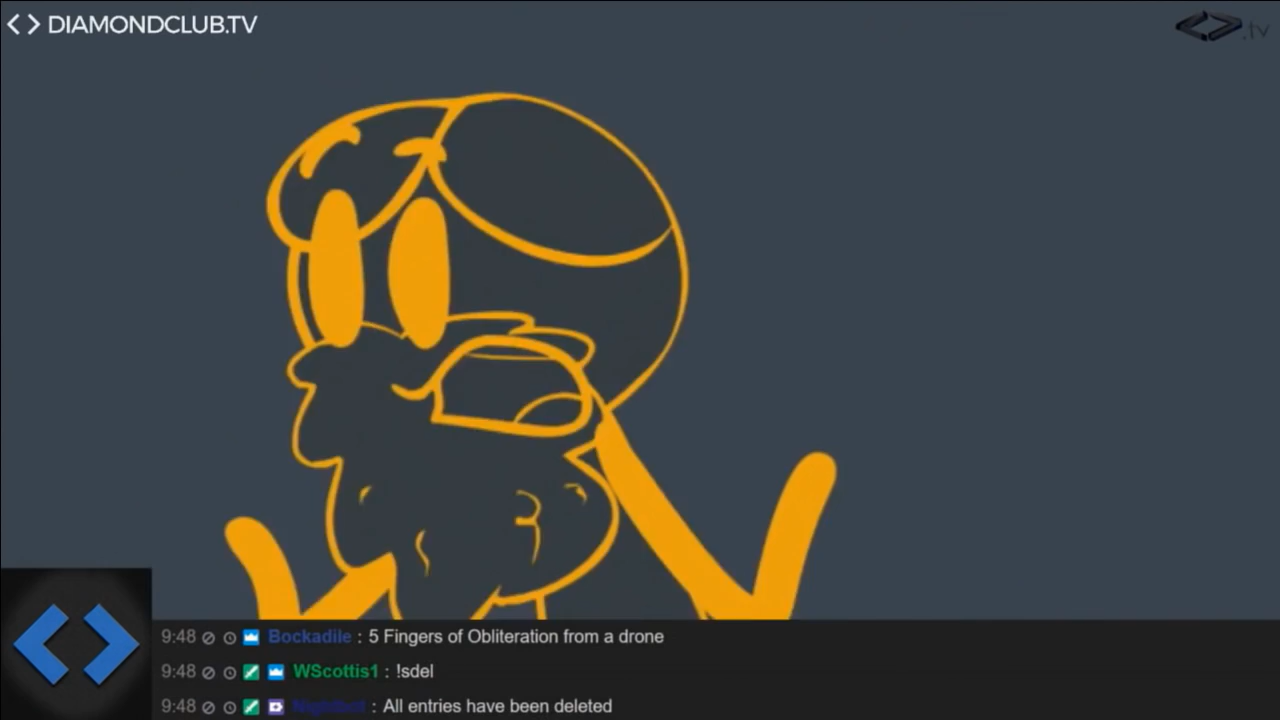 <> DIAMONDCLUB.TV
<>.tv
9:48 Bockadile : 5 Fingers of Obliteration from a drone
9:48 WScottis1 : !sdel
9:48 Nightbot : All entries have been deleted